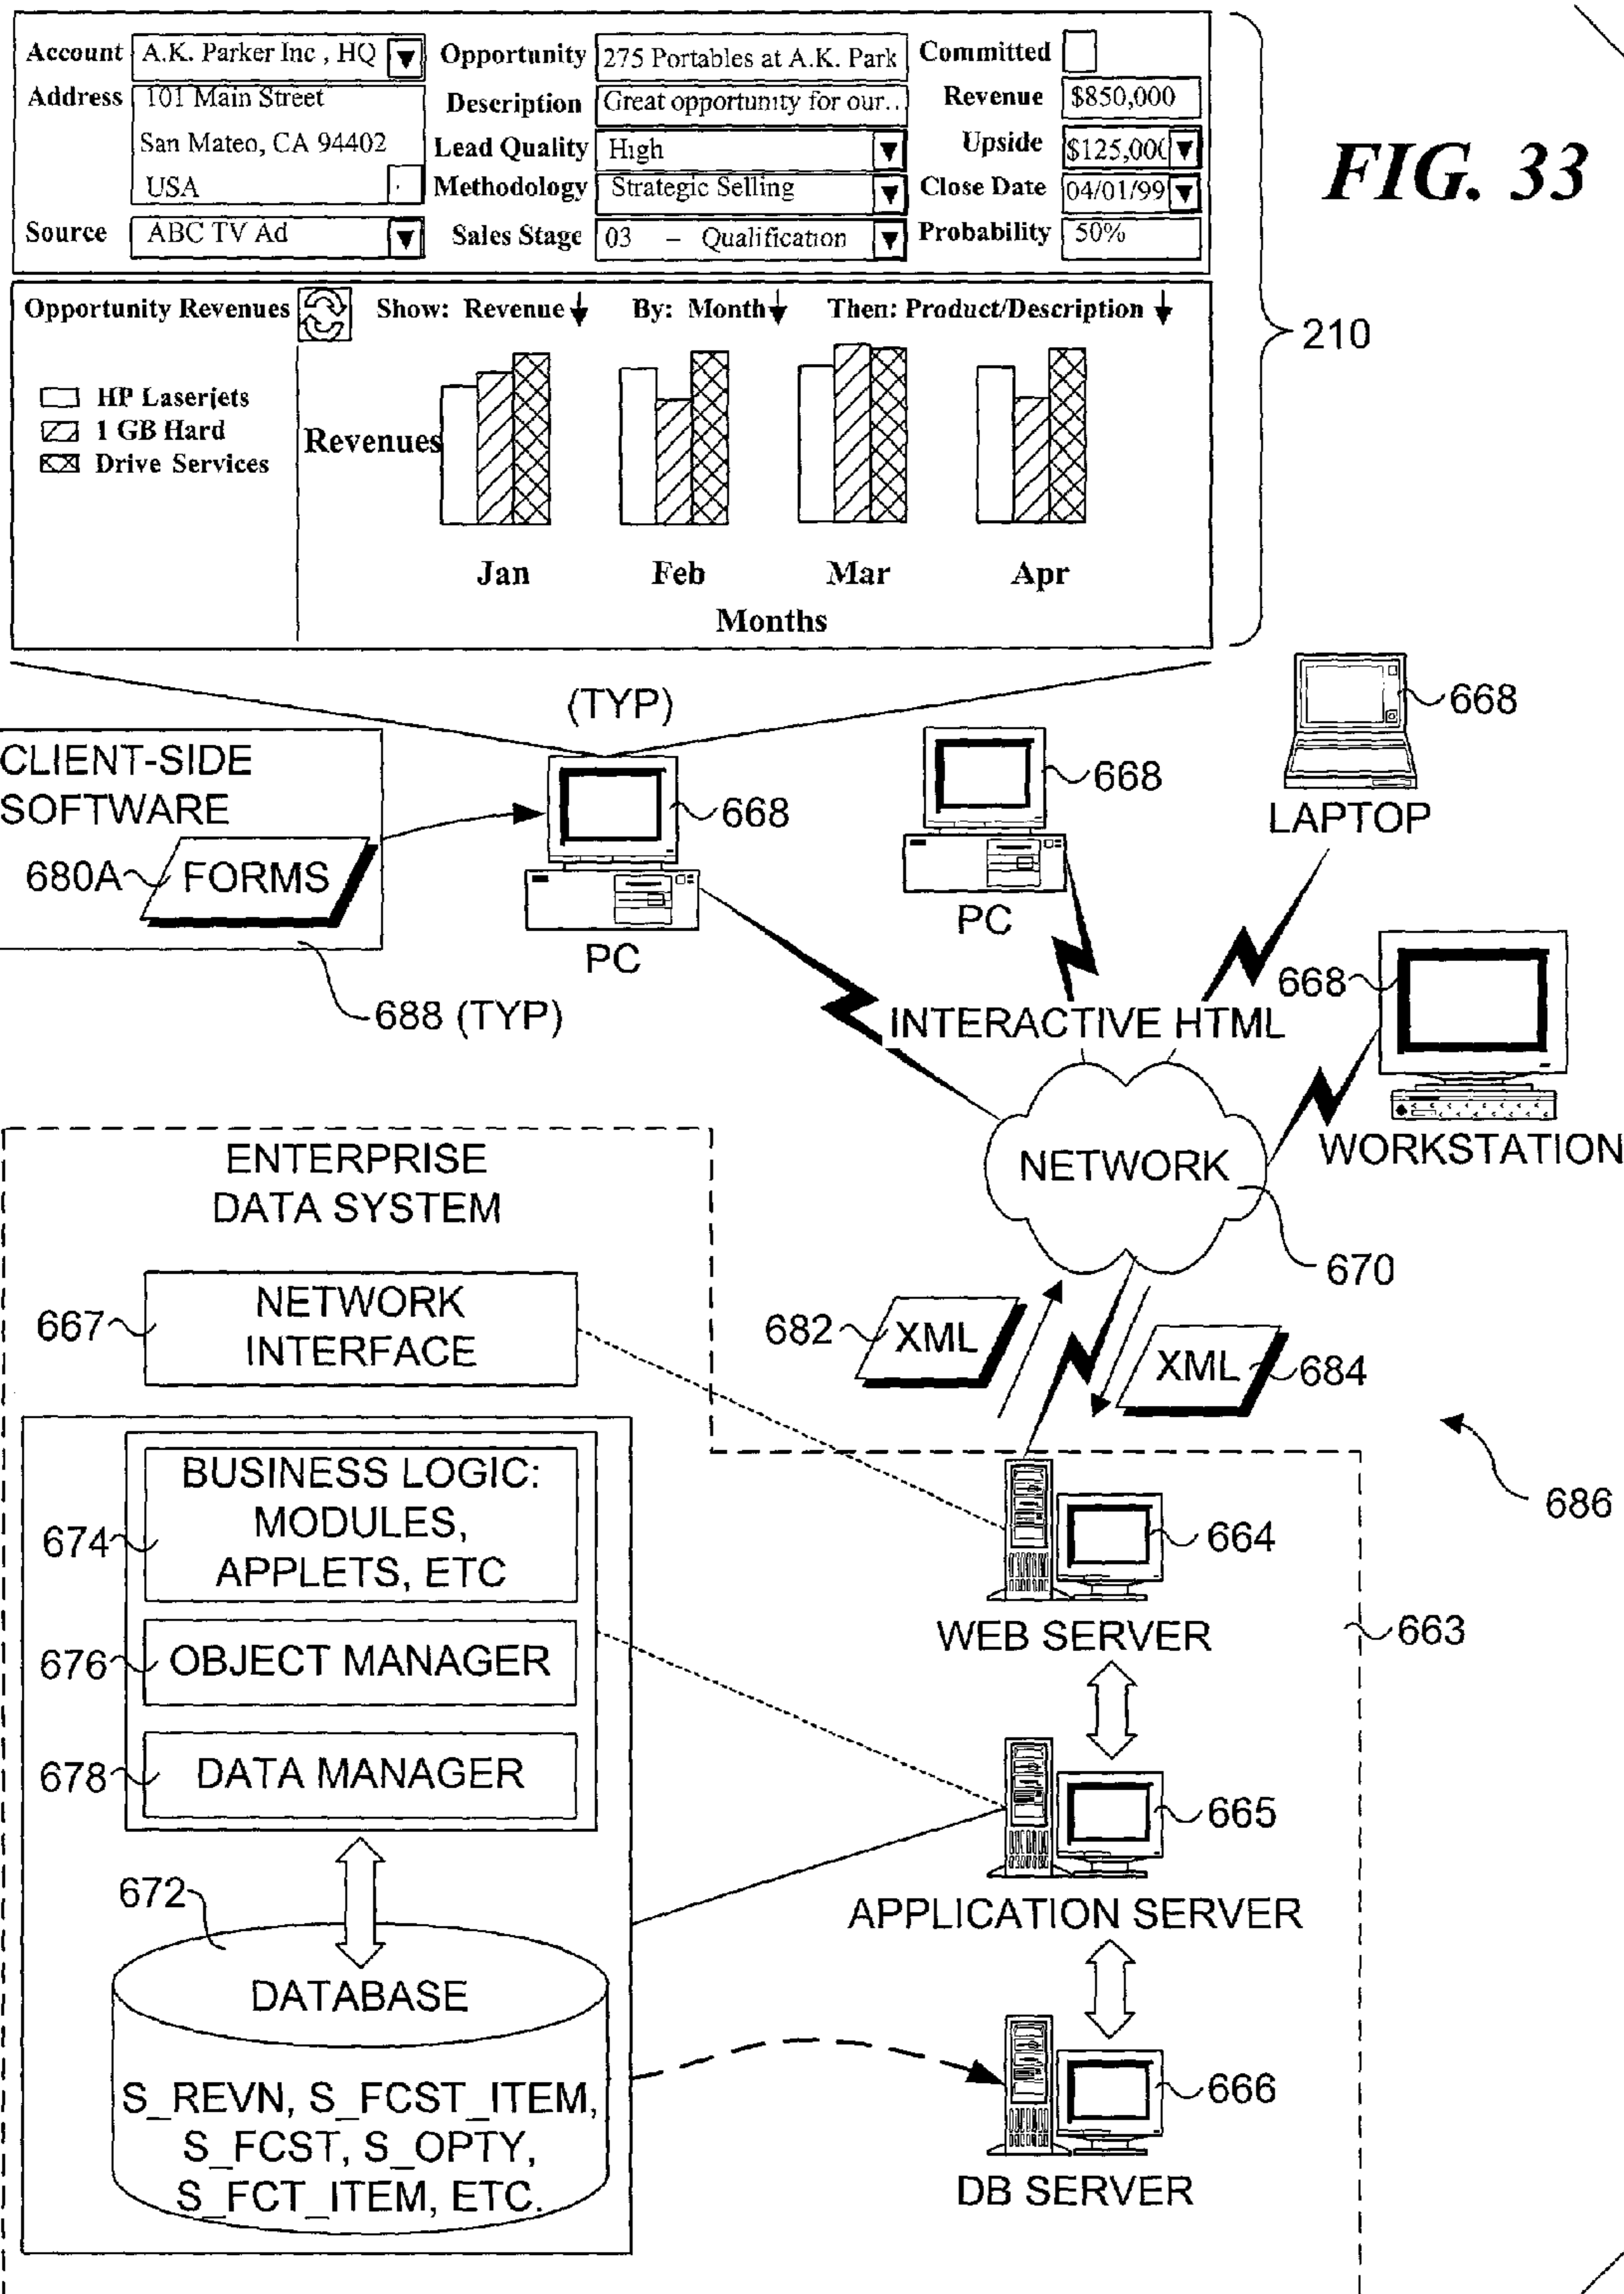 FIG. 33
Account A.K. Parker Inc , HQ Opportunity 275 Portables at A.K. Park Committed
Address 101 Main Street Description Great opportunity for our.. Revenue $850,000
San Mateo, CA 94402 Lead Quality High Upside $125,00(
USA Methodology Strategic Selling Close Date 04/01/99
Source ABC TV Ad Sales Stage 03 – Qualification Probability 50%
210
Opportunity Revenues Show: Revenue By: Month Then: Product/Description
HP Laserjets
1 GB Hard
Drive Services
Revenues
Jan Feb Mar Apr
Months
(TYP)
668
LAPTOP
CLIENT-SIDE
SOFTWARE
680A FORMS
668
PC
668
PC
688 (TYP)
INTERACTIVE HTML
668
WORKSTATION
NETWORK
670
ENTERPRISE
DATA SYSTEM
667 NETWORK
INTERFACE
682 XML
XML 684
686
674 BUSINESS LOGIC:
MODULES,
APPLETS, ETC
664
WEB SERVER
663
676 OBJECT MANAGER
678 DATA MANAGER
665
APPLICATION SERVER
672
DATABASE
S_REVN, S_FCST_ITEM,
S_FCST, S_OPTY,
S_FCT_ITEM, ETC.
666
DB SERVER